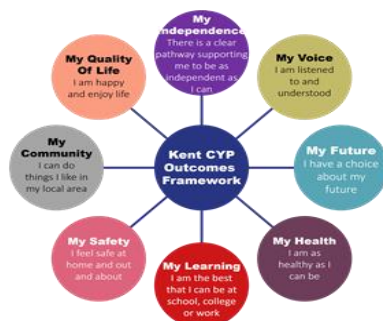 My
Independence
There is a clear
pathway supporting
me to be as
independent as
I can
My Voice
I am listened
to and
understood
My Future
I have a choice
about my
future
My Health
I am as
healthy as I
can be
My Learning
I am the best
that I can be at
school, college
or work
My Safety
I feel safe at
home and out
and about
My
Community
I can do
things I like in
my local area
My Quality
Of Life
I am happy
and enjoy life
Kent CYP
Outcomes
Framework